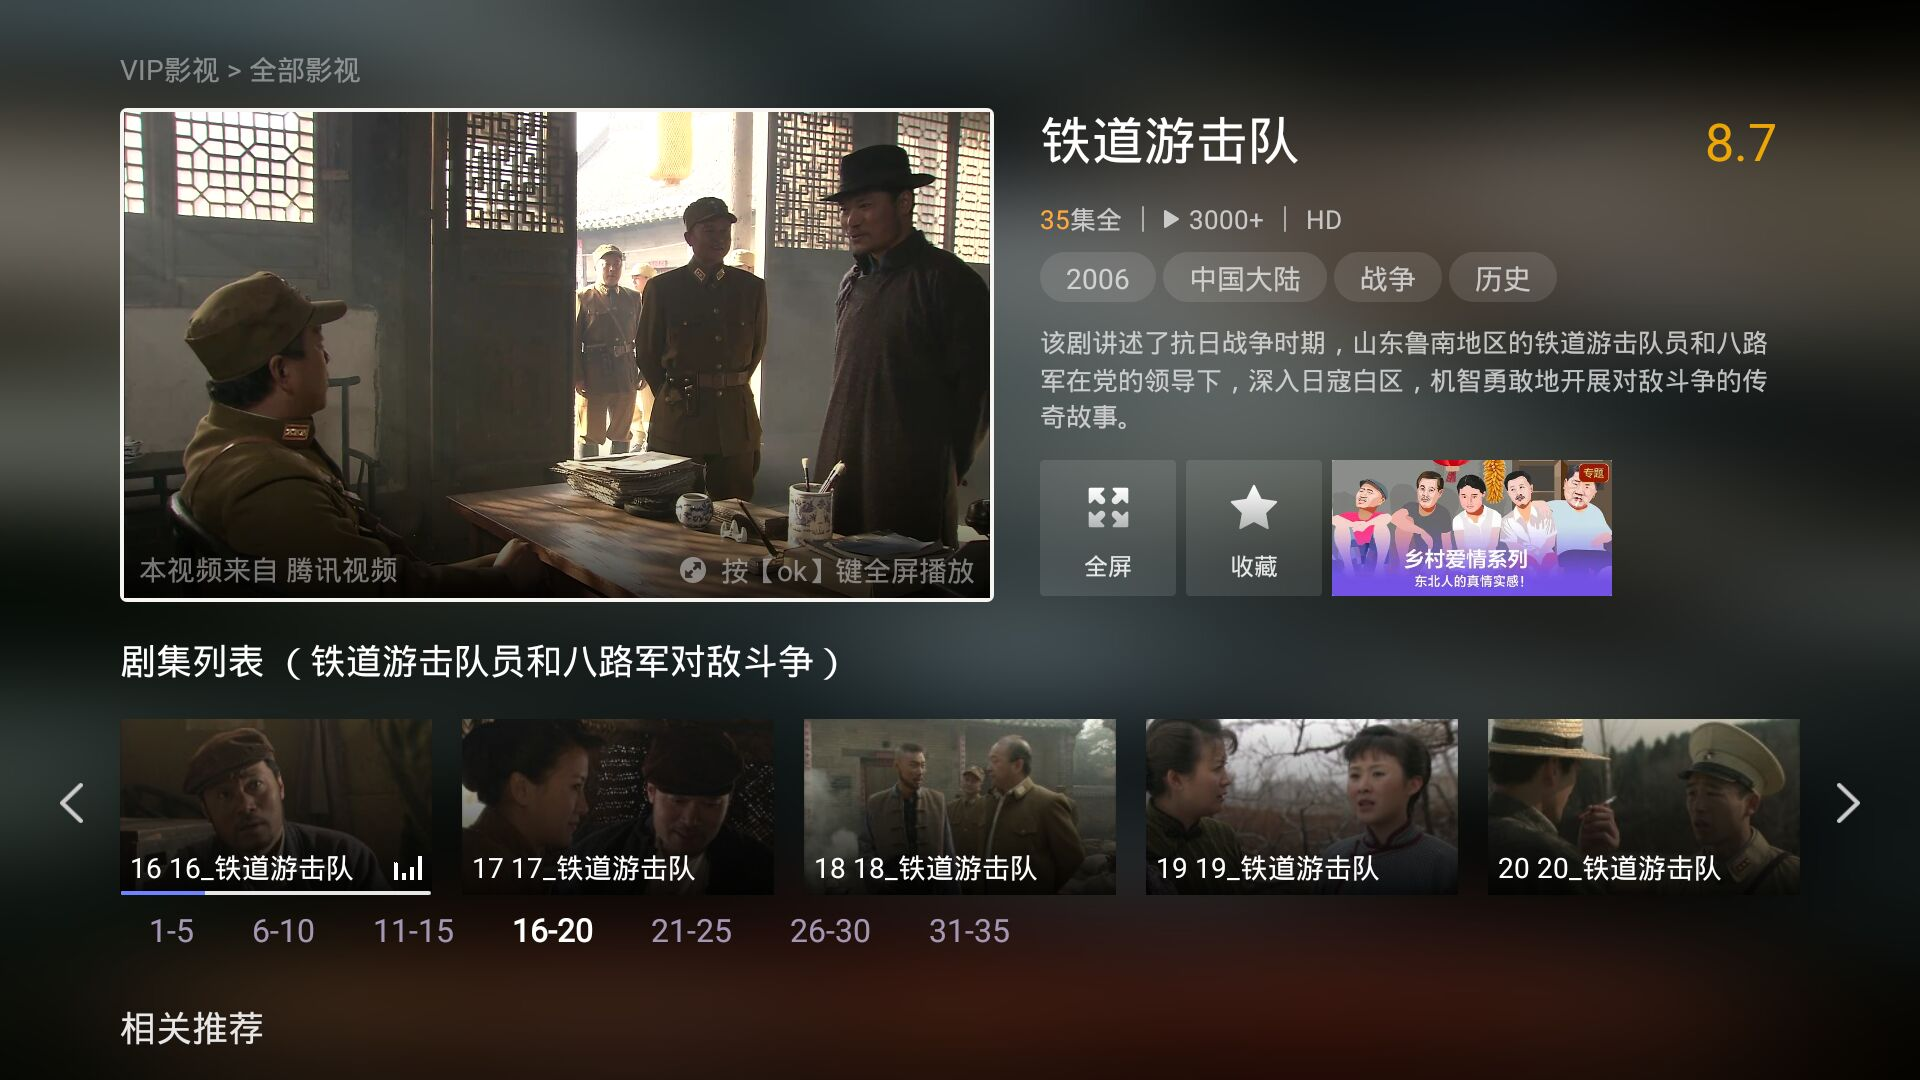 VIP影视 > 全部影视
铁道游击队
8.7
35集全 | 3000+ | HD
2006 中国大陆 战争 历史
该剧讲述了抗日战争时期，山东鲁南地区的铁道游击队员和八路
军在党的领导下，深入日寇白区，机智勇敢地开展对敌斗争的传
奇故事。
本视频来自 腾讯视频
按【ok】键全屏播放
全屏
收藏
专题
乡村爱情系列
东北人的真情实感!
剧集列表 （铁道游击队员和八路军对敌斗争）
16 16_铁道游击队
17 17_铁道游击队
18 18_铁道游击队
19 19_铁道游击队
20 20_铁道游击队
1-5 6-10 11-15 16-20 21-25 26-30 31-35
相关推荐